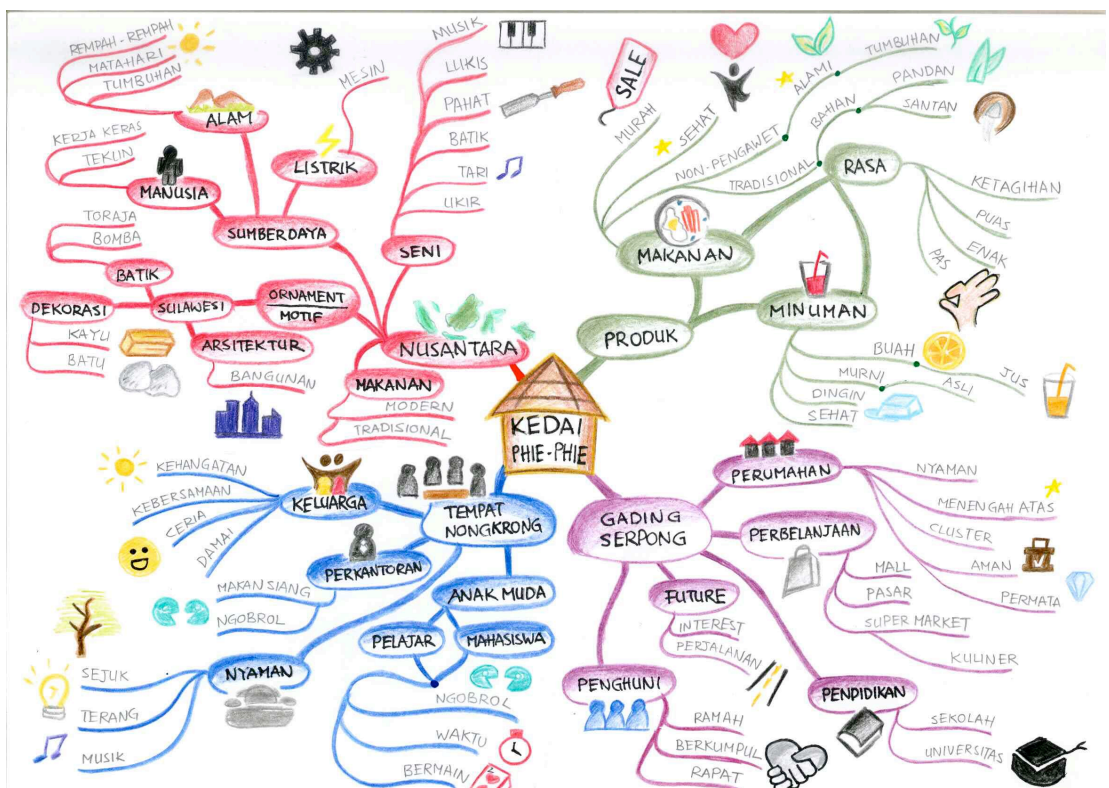 KEDAI
PHIE-PHIE
NUSANTARA
SUMBERDAYA
ALAM
REMPAH-REMPAH
MATAHARI
TUMBUHAN
MANUSIA
KERJA KERAS
TEKUN
LISTRIK
MESIN
SENI
MUSIK
LUKIS
PAHAT
BATIK
TARI
UKIR
ORNAMENT
MOTIF
SULAWESI
BATIK
TORAJA
BOMBA
DEKORASI
KAYU
BATU
ARSITEKTUR
BANGUNAN
MAKANAN
MODERN
TRADISIONAL
PRODUK
MAKANAN
MURAH
SALE
SEHAT
NON-PENGAWET
ALAMI
TUMBUHAN
TRADISIONAL
BAHAN
PANDAN
SANTAN
RASA
KETAGIHAN
PUAS
ENAK
PAS
MINUMAN
BUAH
JUS
MURNI
ASLI
DINGIN
SEHAT
TEMPAT
NONGKRONG
KELUARGA
KEHANGATAN
KEBERSAMAAN
CERIA
DAMAI
PERKANTORAN
MAKAN SIANG
NGOBROL
NYAMAN
SEJUK
TERANG
MUSIK
ANAK MUDA
PELAJAR
MAHASISWA
NGOBROL
WAKTU
BERMAIN
GADING
SERPONG
PERUMAHAN
NYAMAN
MENENGAH ATAS
CLUSTER
AMAN
PERMATA
PERBELANJAAN
MALL
PASAR
SUPER MARKET
KULINER
FUTURE
INTEREST
PERJALANAN
PENGHUNI
RAMAH
BERKUMPUL
RAPAT
PENDIDIKAN
SEKOLAH
UNIVERSITAS